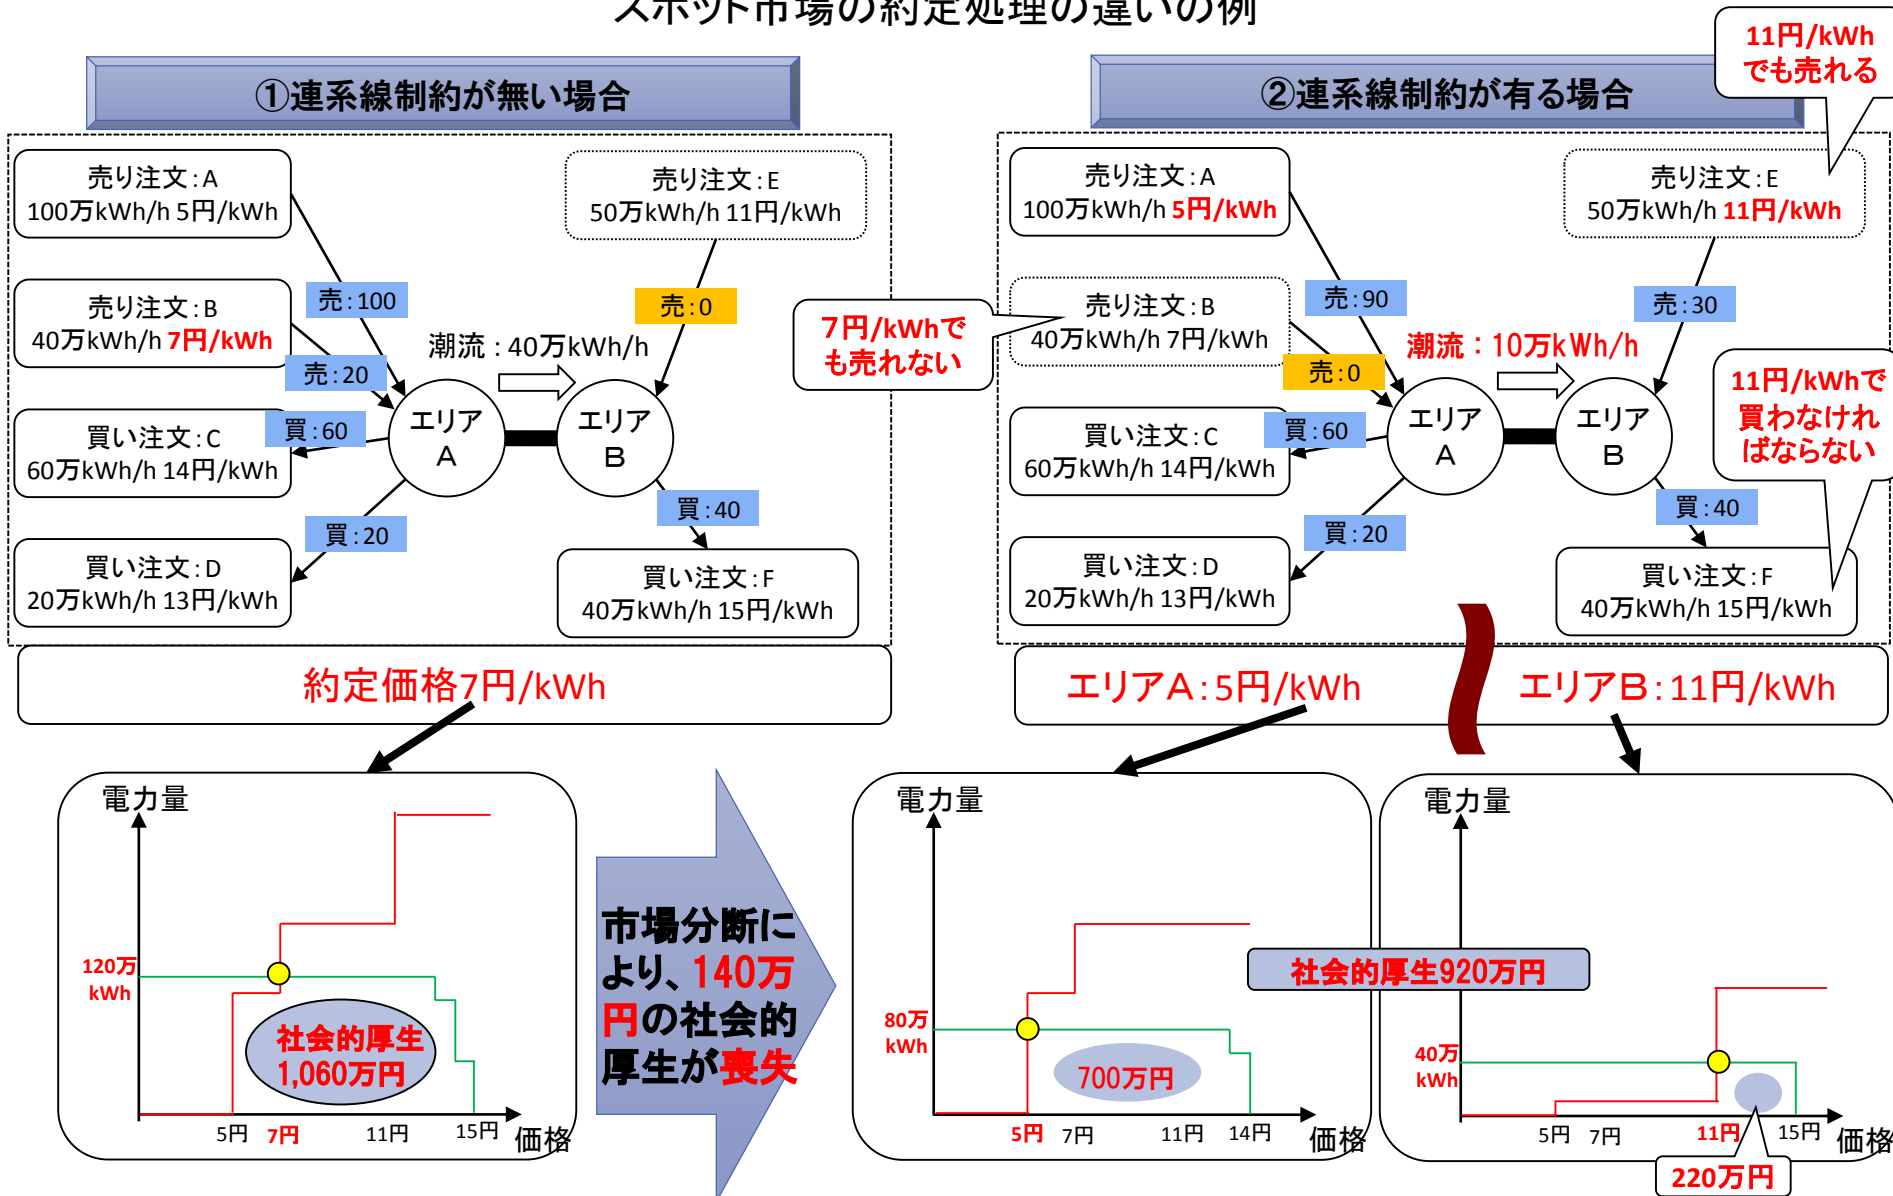 スポット市場の約定処理の違いの例
①連系線制約が無い場合
売り注文:A
100万kWh/h 5円/kWh
売り注文:E
50万kWh/h 11円/kWh
売り注文:B
40万kWh/h 7円/kWh
売:100
売:0
潮流:40万kWh/h
売:20
エリア
A
エリア
B
買い注文:C
60万kWh/h 14円/kWh
買:60
買:40
買:20
買い注文:D
20万kWh/h 13円/kWh
買い注文:F
40万kWh/h 15円/kWh
約定価格7円/kWh
②連系線制約が有る場合
11円/kWh
でも売れる
売り注文:A
100万kWh/h 5円/kWh
売り注文:E
50万kWh/h 11円/kWh
売り注文:B
40万kWh/h 7円/kWh
7円/kWhで
も売れない
売:90
売:30
潮流:10万kWh/h
売:0
エリア
A
エリア
B
11円/kWhで
買わなけれ
ばならない
買い注文:C
60万kWh/h 14円/kWh
買:60
買:40
買:20
買い注文:D
20万kWh/h 13円/kWh
買い注文:F
40万kWh/h 15円/kWh
エリアA:5円/kWh
エリアB:11円/kWh
電力量
120万
kWh
社会的厚生
1,060万円
5円
7円
11円
15円
価格
市場分断に
より、140万
円の社会的
厚生が喪失
電力量
80万
kWh
700万円
5円
7円
11円
14円
価格
社会的厚生920万円
電力量
40万
kWh
5円
7円
11円
15円
価格
220万円